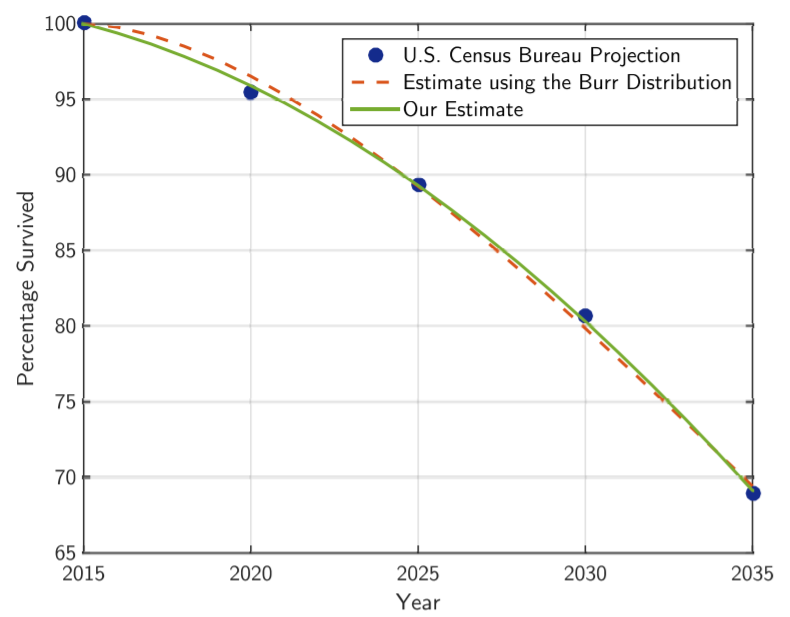 100
95
90
85
80
75
70
65
2015
2020
2025
2030
2035
Year
Percentage Survived
U.S. Census Bureau Projection
Estimate using the Burr Distribution
Our Estimate